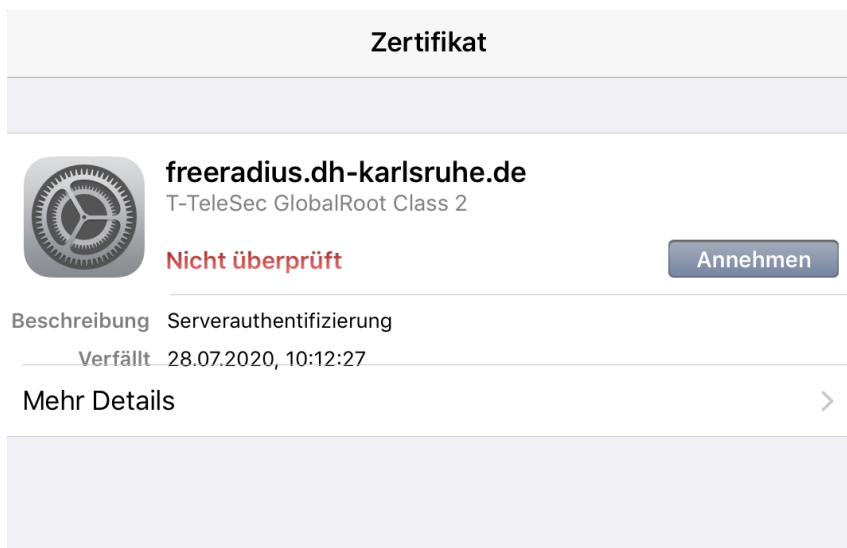 Zertifikat
freeradius.dh-karlsruhe.de
T-TeleSec GlobalRoot Class 2
Nicht überprüft
Annehmen
Beschreibung Serverauthentifizierung
Verfällt 28.07.2020, 10:12:27
Mehr Details